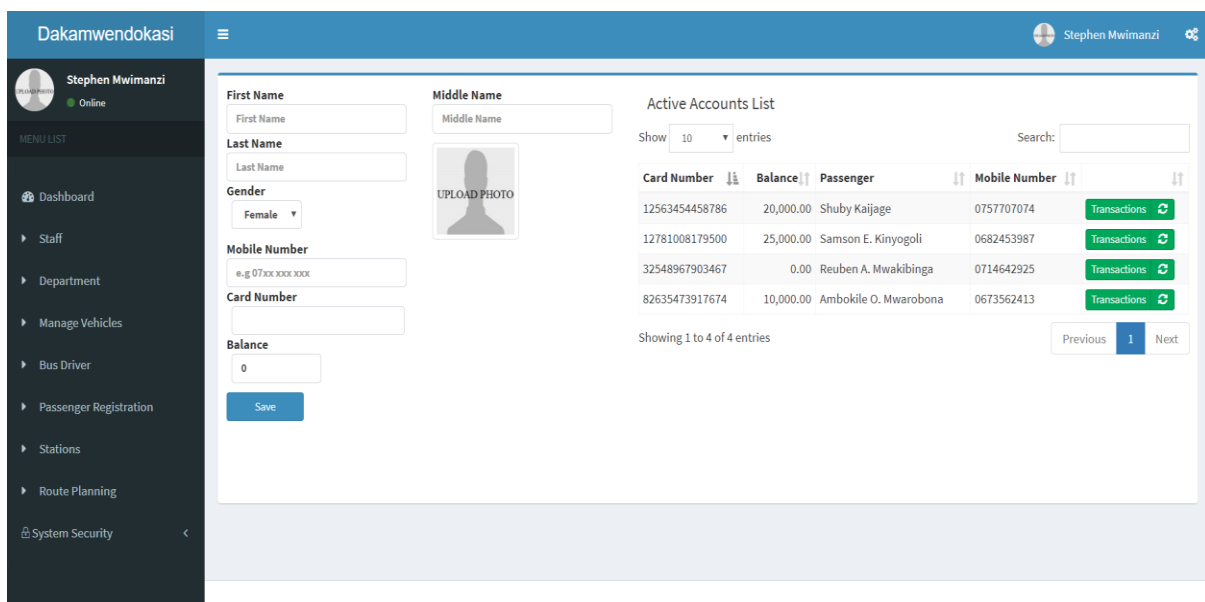 Dakamwendokasi
Stephen Mwimanzi
Stephen Mwimanzi
Online
MENU LIST
Dashboard
Staff
Department
Manage Vehicles
Bus Driver
Passenger Registration
Stations
Route Planning
System Security
First Name
First Name
Middle Name
Middle Name
Last Name
Last Name
Gender
Female
UPLOAD PHOTO
Mobile Number
e.g 07xx xxx xxx
Card Number
Balance
0
Save
Active Accounts List
Show 10 entries
Search:
Card Number Balance Passenger Mobile Number
12563454458786 20,000.00 Shuby Kaijage 0757707074 Transactions
12781008179500 25,000.00 Samson E. Kinyogoli 0682453987 Transactions
32548967903467 0.00 Reuben A. Mwakibinga 0714642925 Transactions
82635473917674 10,000.00 Ambokile O. Mwarobona 0673562413 Transactions
Showing 1 to 4 of 4 entries
Previous 1 Next